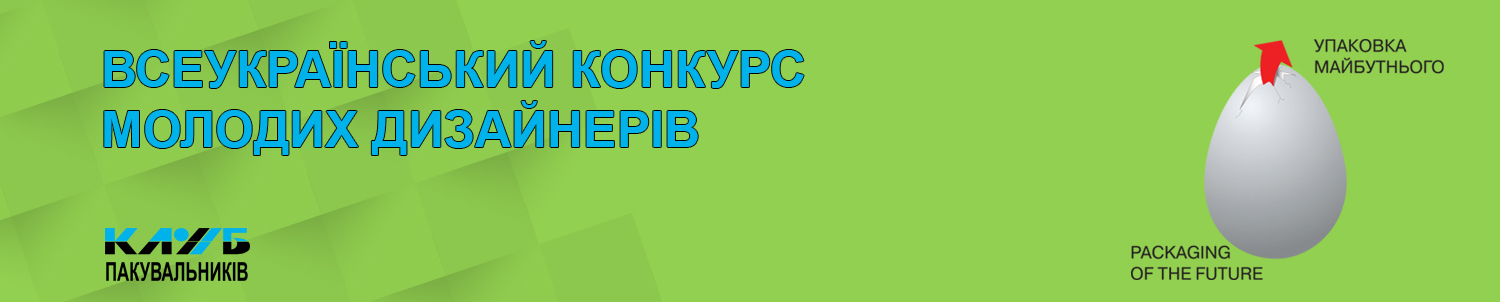 ВСЕУКРАЇНСЬКИЙ КОНКУРС
МОЛОДИХ ДИЗАЙНЕРІВ
КЛУБ
ПАКУВАЛЬНИКІВ
УПАКОВКА
МАЙБУТНЬОГО
PACKAGING
OF THE FUTURE